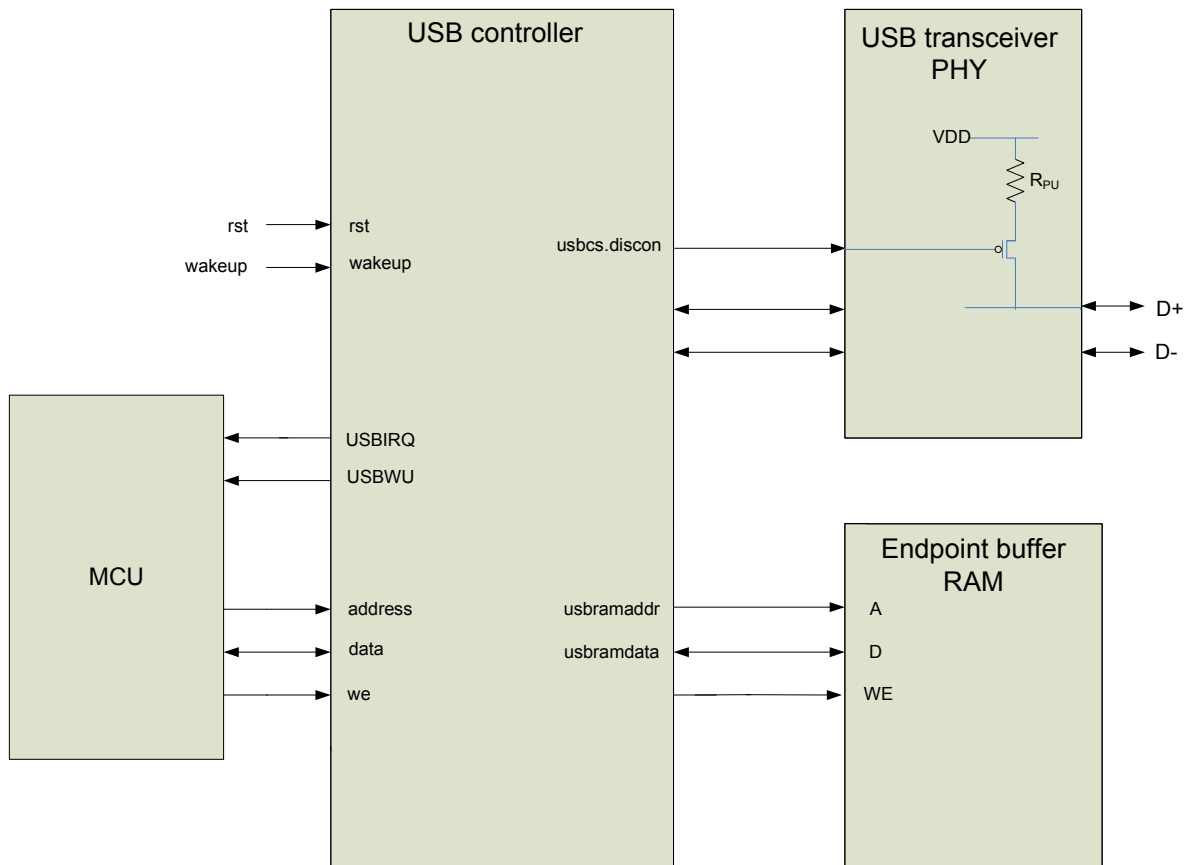 USB controller
USB transceiver
PHY
VDD
RPU
rst
rst
usbcs.discon
wakeup
wakeup
D+
D-
USBIRQ
USBWU
MCU
Endpoint buffer
RAM
address
usbramaddr
A
data
usbramdata
D
we
WE